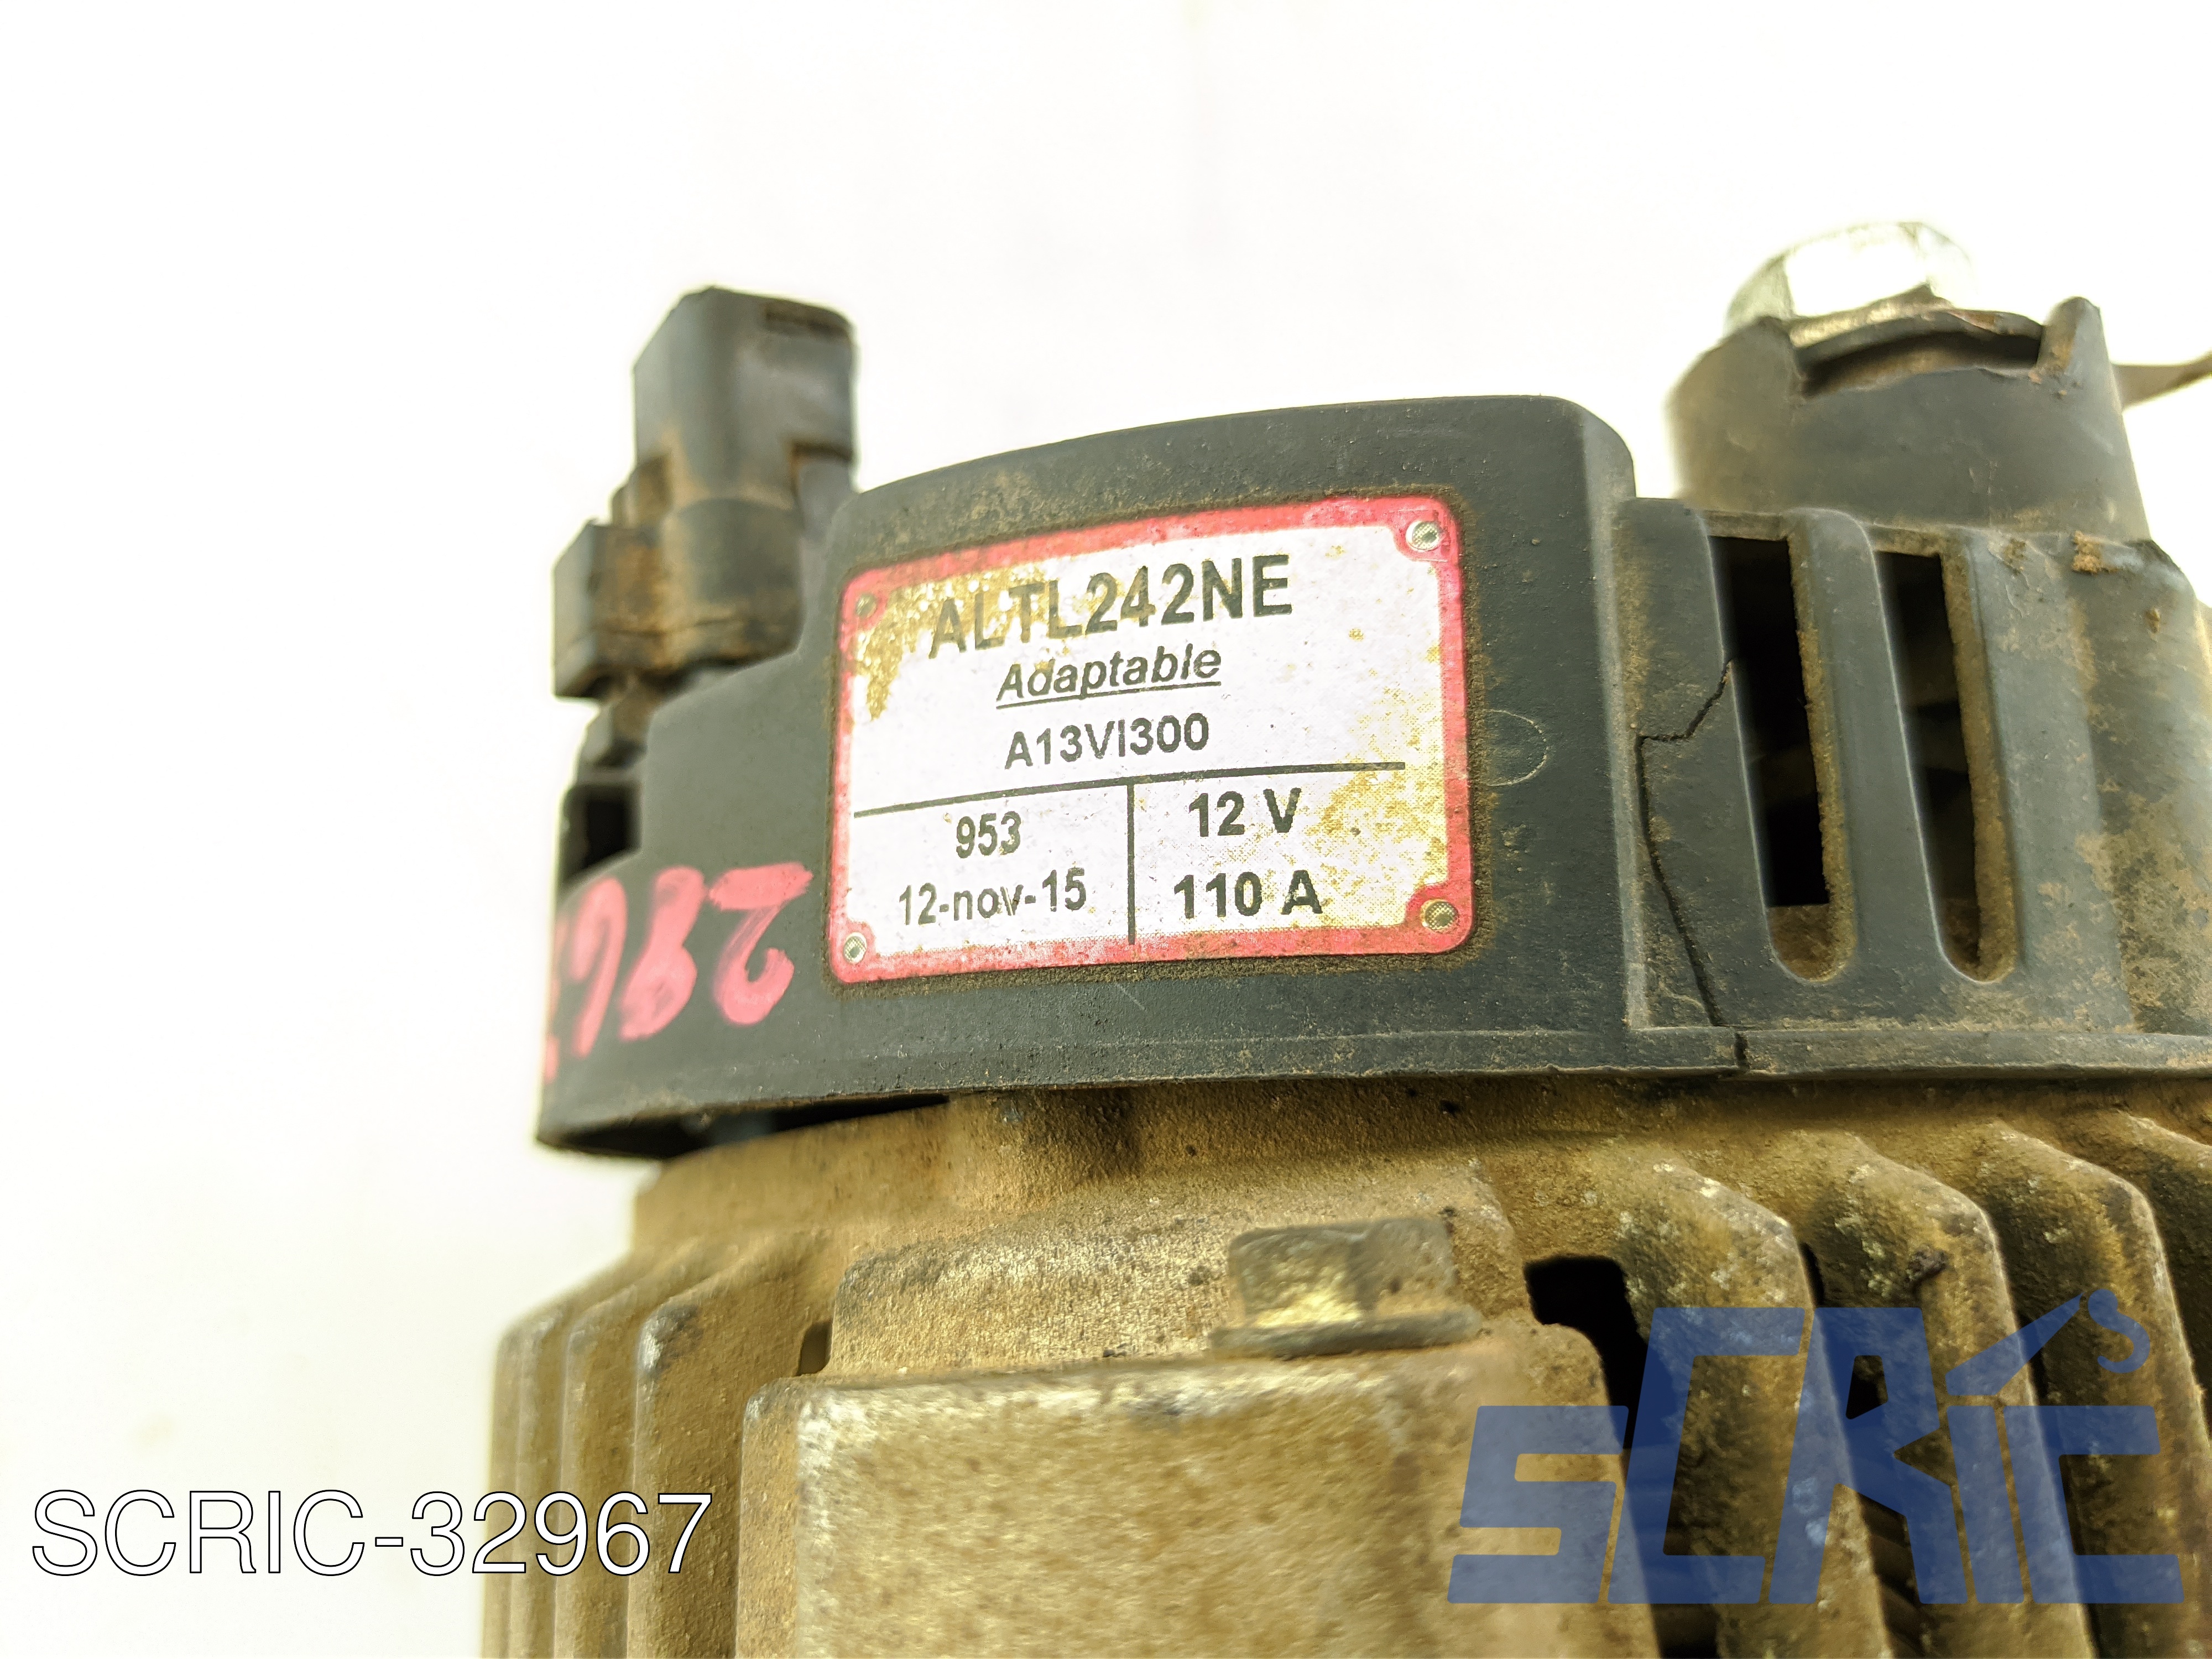 ALTL242NE
Adaptable
A13VI300
953
12 V
12-nov-15
110 A
SCRIC-32967
SCRIC'S